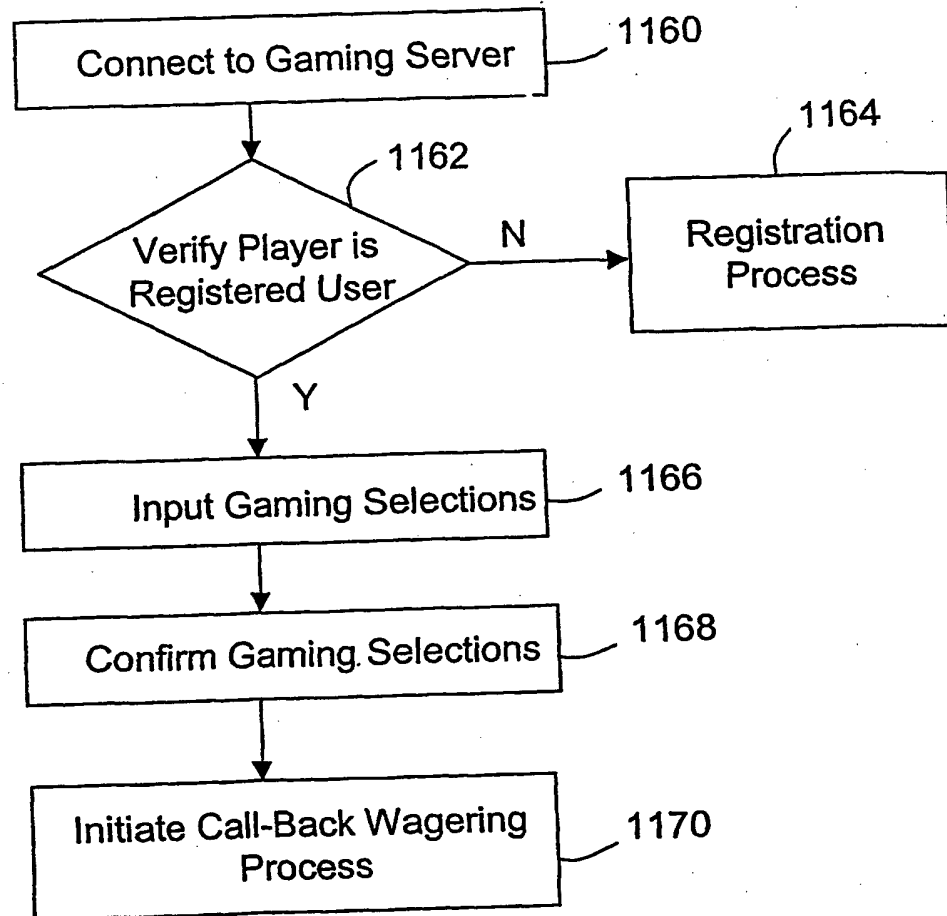 Connect to Gaming Server
1160
1162
1164
Verify Player is
Registered User
N
Registration
Process
Y
Input Gaming Selections
1166
Confirm Gaming Selections
1168
Initiate Call-Back Wagering
Process
1170